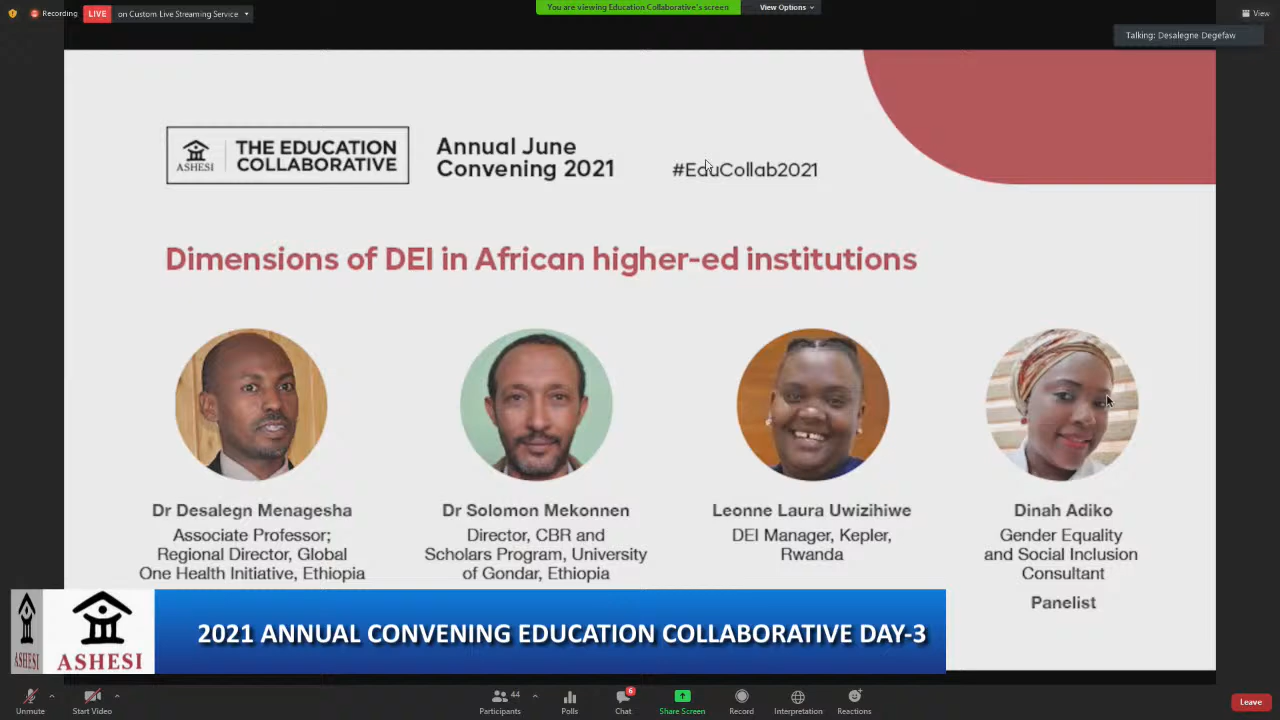 Recording
LIVE
on Custom Live Streaming Service
You are viewing Education Collaborative's screen
View Options
View
Talking: Desalegne Degefaw
ASHESI
THE EDUCATION
COLLABORATIVE
Annual June
Convening 2021
#EduCollab2021
Dimensions of DEI in African higher-ed institutions
Dr Desalegn Menagesha
Associate Professor;
Regional Director, Global
One Health Initiative, Ethiopia
Dr Solomon Mekonnen
Director, CBR and
Scholars Program, University
of Gondar, Ethiopia
Leonne Laura Uwizihiwe
DEI Manager, Kepler,
Rwanda
Dinah Adiko
Gender Equality
and Social Inclusion
Consultant
Panelist
ASHESI
ASHESI
2021 ANNUAL CONVENING EDUCATION COLLABORATIVE DAY-3
Unmute
Start Video
44
Participants
Polls
6
Chat
Share Screen
Record
Interpretation
Reactions
Leave